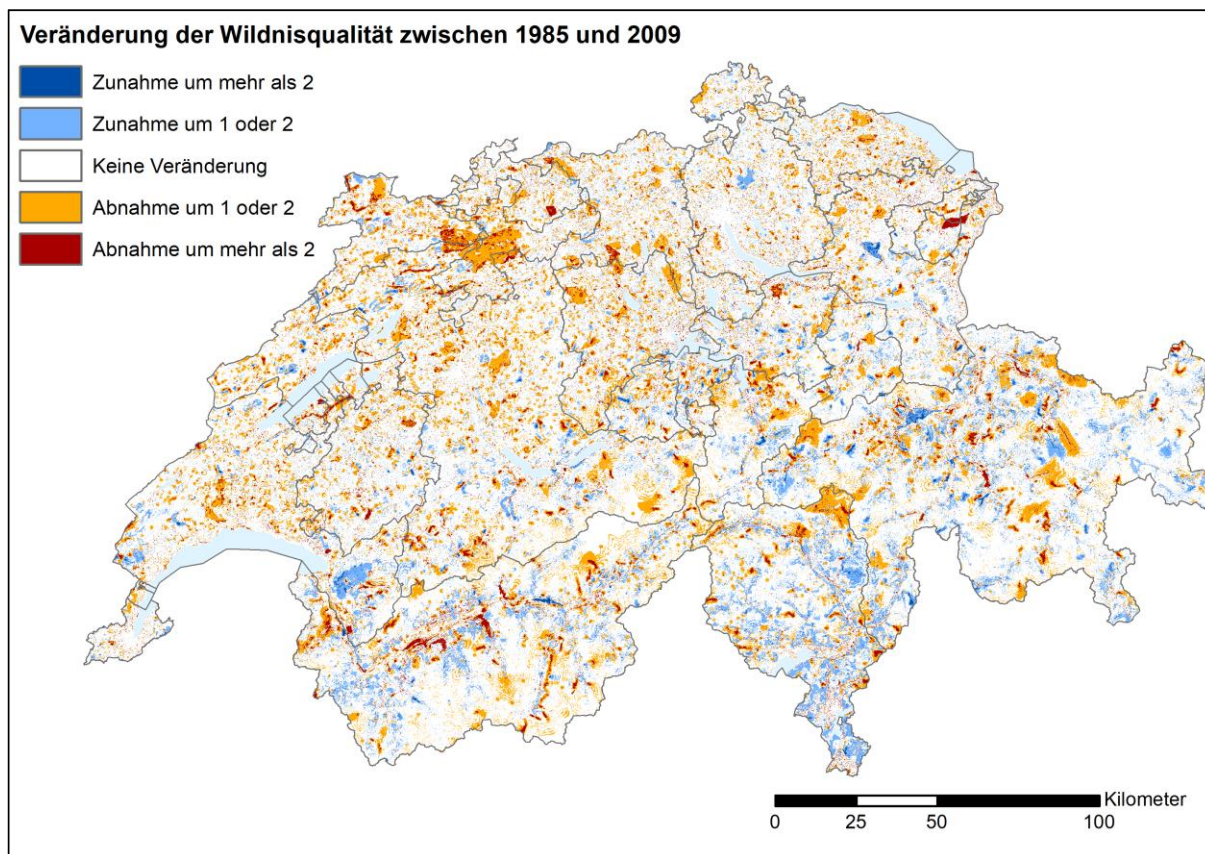 Veränderung der Wildnisqualität zwischen 1985 und 2009
Zunahme um mehr als 2
Zunahme um 1 oder 2
Keine Veränderung
Abnahme um 1 oder 2
Abnahme um mehr als 2
Kilometer
0 25 50 100